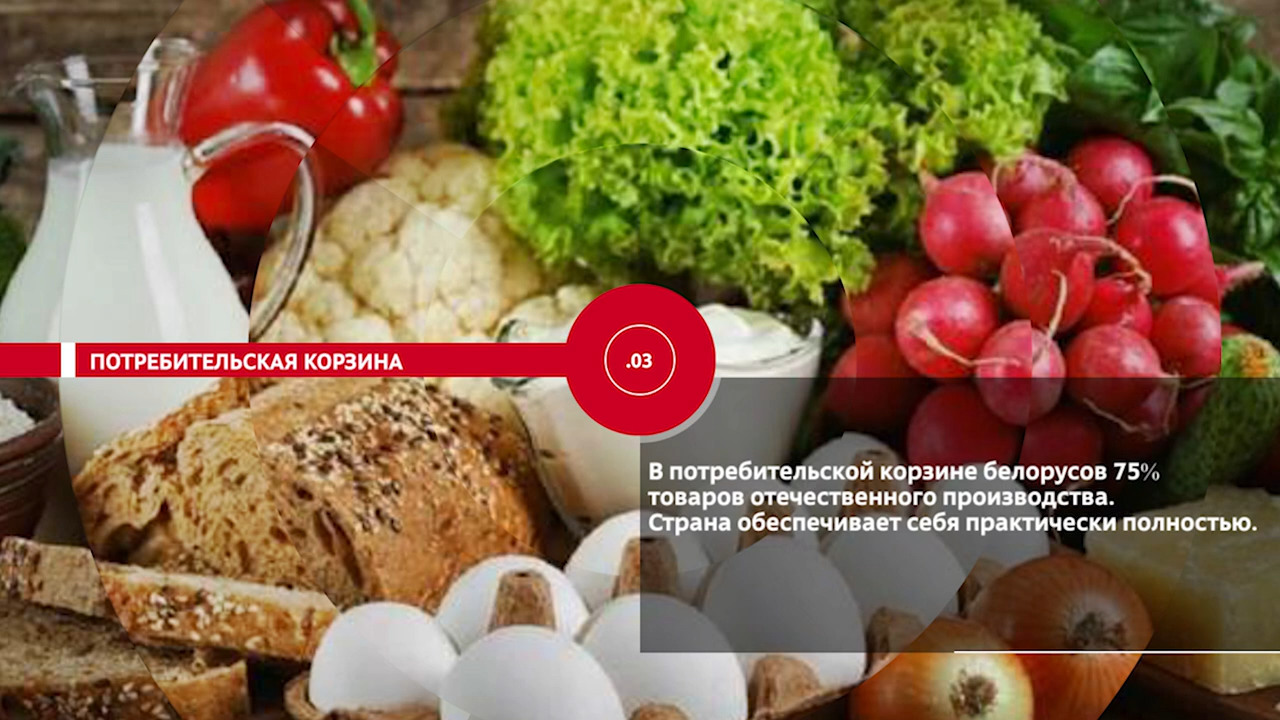 ПОТРЕБИТЕЛЬСКАЯ КОРЗИНА
.03
В потребительской корзине белорусов 75%
товаров отечественного производства.
Страна обеспечивает себя практически полностью.